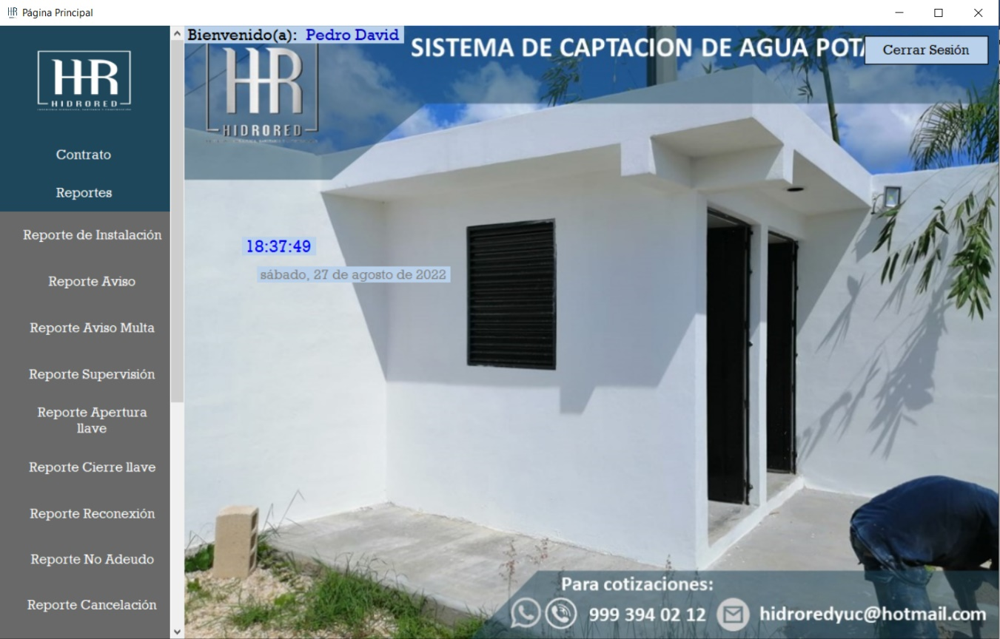 Página Principal
HR
HIDRORED
Contrato
Reportes
Reporte de Instalación
Reporte Aviso
Reporte Aviso Multa
Reporte Supervisión
Reporte Apertura
llave
Reporte Cierre llave
Reporte Reconexión
Reporte No Adeudo
Reporte Cancelación
Bienvenido(a): Pedro David
SISTEMA DE CAPTACION DE AGUA POTA
Cerrar Sesión
HR
HIDRORED
18:37:49
sábado, 27 de agosto de 2022
Para cotizaciones:
999 394 02 12 hidroredyuc@hotmail.com